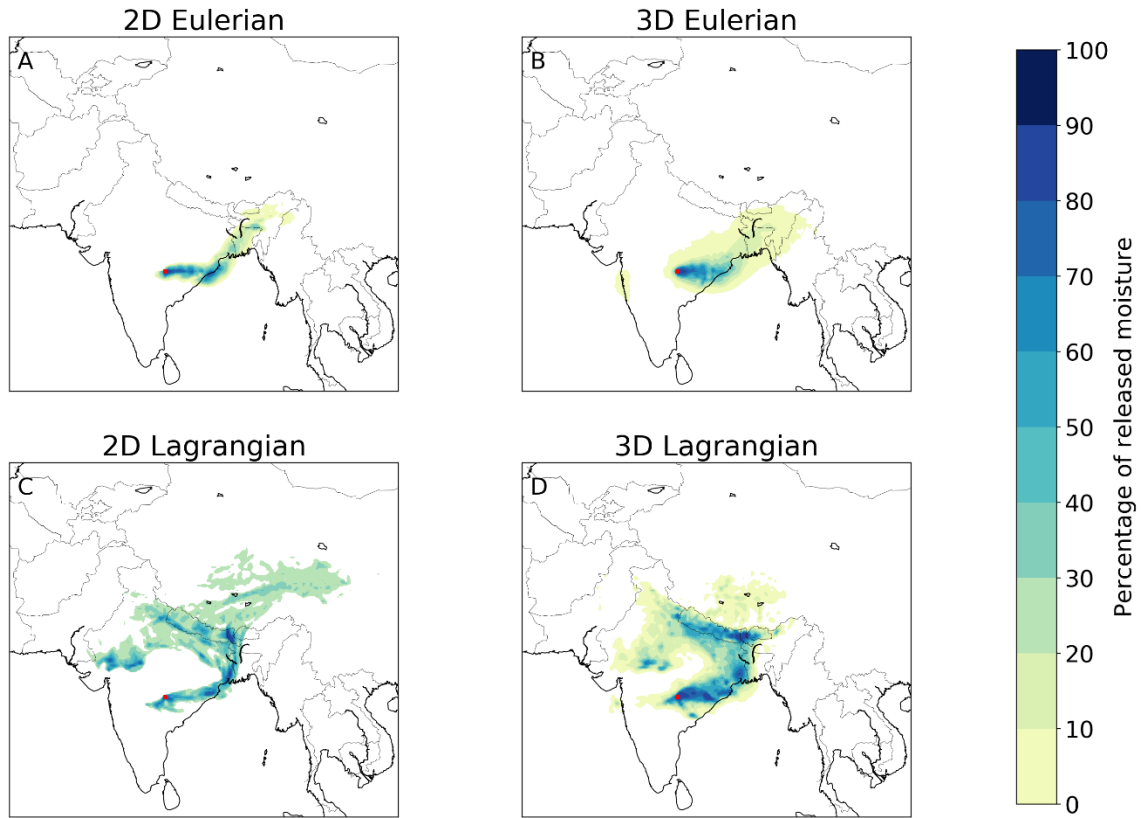 2D Eulerian
3D Eulerian
A
B
2D Lagrangian
3D Lagrangian
C
D
100
90
80
70
60
50
40
30
20
10
0
Percentage of released moisture